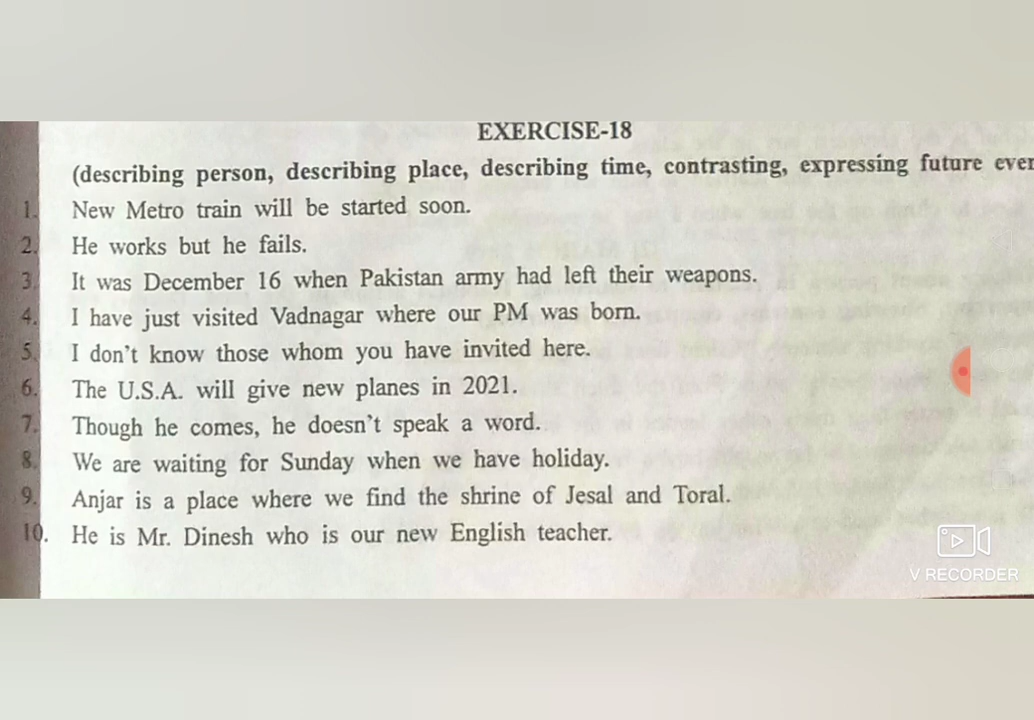 EXERCISE-18
(describing person, describing place, describing time, contrasting, expressing future
1. New Metro train will be started soon.
2. He works but he fails.
3. It was December 16 when Pakistan army had left their weapons.
4. I have just visited Vadnagar where our PM was born.
5. I don't know those whom you have invited here.
6. The U.S.A. will give new planes in 2021.
7. Though he comes, he doesn't speak a word.
8. We are waiting for Sunday when we have holiday.
9. Anjar is a place where we find the shrine of Jesal and Toral.
10. He is Mr. Dinesh who is our new English teacher.
V RECORDER